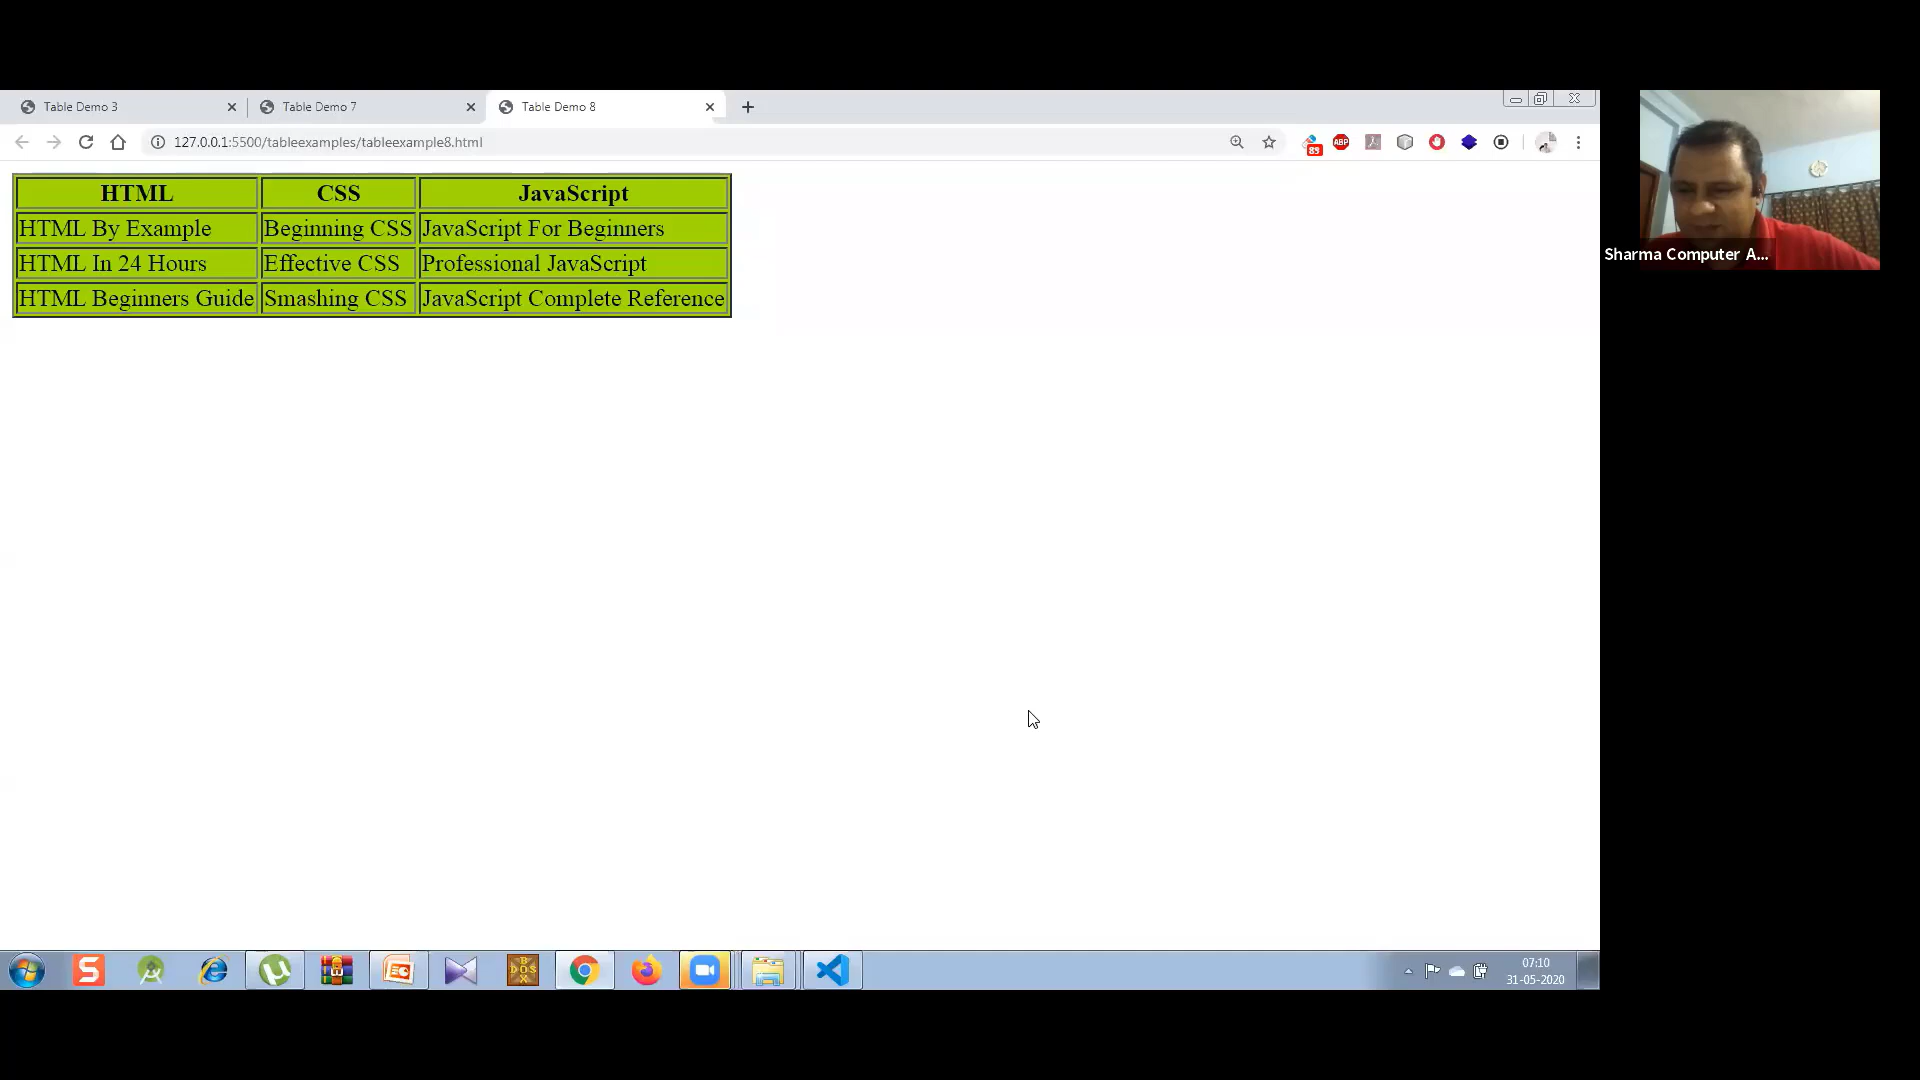 Table Demo 3
Table Demo 7
Table Demo 8
127.0.0.1:5500/tableexamples/tableexample8.html
ABP
89
HTML CSS JavaScript
HTML By Example Beginning CSS JavaScript For Beginners
HTML In 24 Hours Effective CSS Professional JavaScript
HTML Beginners Guide Smashing CSS JavaScript Complete Reference
Sharma Computer A...
07:10
31-05-2020